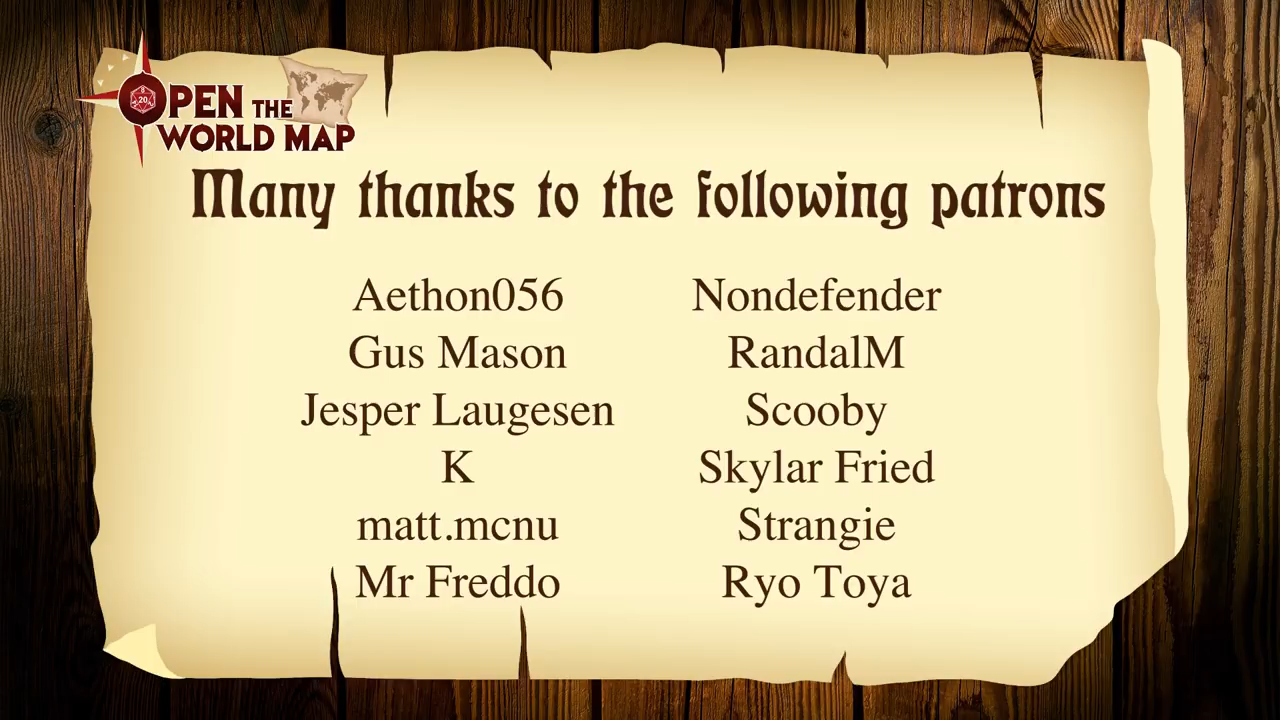 OPEN THE
WORLD MAP
Many thanks to the following patrons
Aethon056
Gus Mason
Jesper Laugesen
K
matt.mcnu
Mr Freddo
Nondefender
RandalM
Scooby
Skylar Fried
Strangie
Ryo Toya